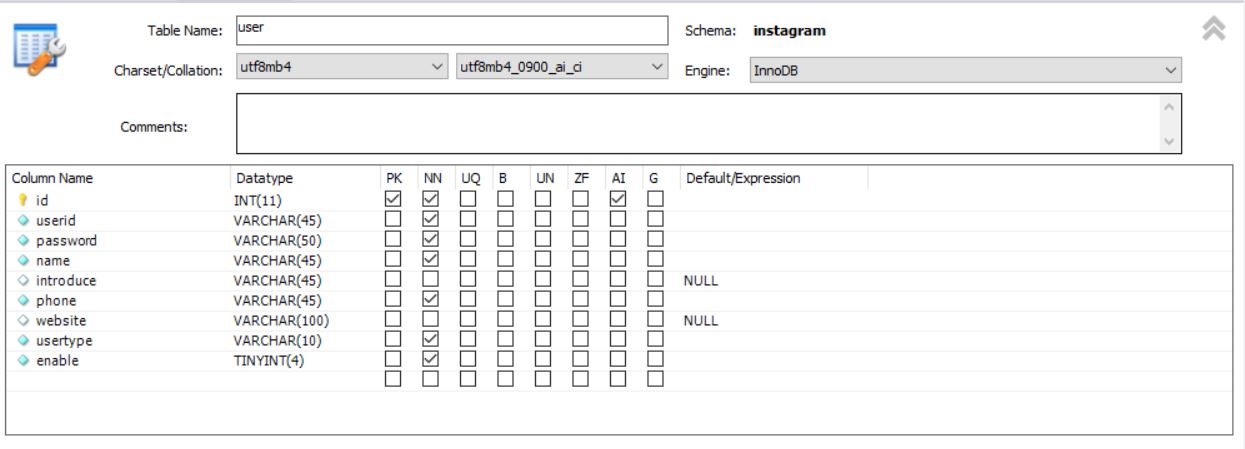 Table Name: user Schema: instagram
Charset/Collation: utf8mb4 utf8mb4_0900_ai_ci Engine: InnoDB
Comments:
Column Name Datatype PK NN UQ B UN ZF AI G Default/Expression
id INT(11)
userid VARCHAR(45)
password VARCHAR(50)
name VARCHAR(45)
introduce VARCHAR(45) NULL
phone VARCHAR(45)
website VARCHAR(100) NULL
usertype VARCHAR(10)
enable TINYINT(4)